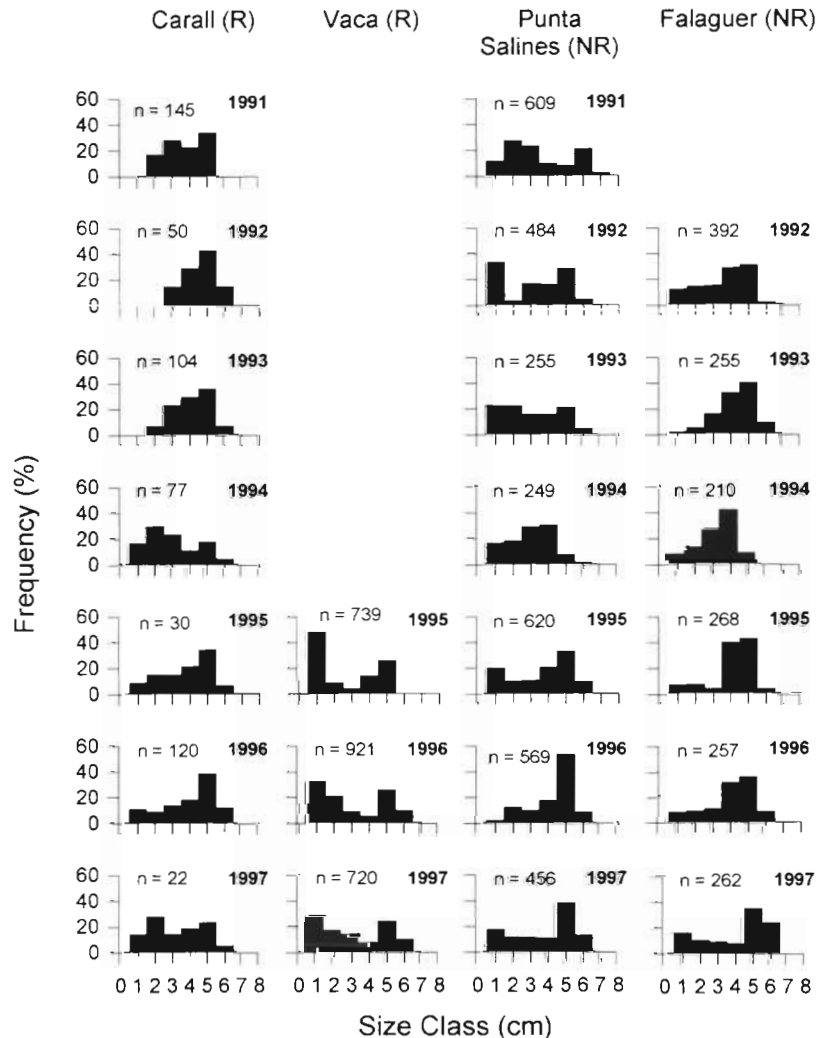 Carall (R) Vaca (R) Punta Salines (NR) Falaguer (NR)
Frequency (%)
60 n = 145 1991 n = 609 1991
40
20
0
60 n = 50 1992 n = 484 1992 n = 392 1992
40
20
0
60 n = 104 1993 n = 255 1993 n = 255 1993
40
20
0
60 n = 77 1994 n = 249 1994 n = 210 1994
40
20
0
60 n = 30 1995 n = 739 1995 n = 620 1995 n = 268 1995
40
20
0
60 n = 120 1996 n = 921 1996 n = 569 1996 n = 257 1996
40
20
0
60 n = 22 1997 n = 720 1997 n = 456 1997 n = 262 1997
40
20
0
0 1 2 3 4 5 6 7 8 0 1 2 3 4 5 6 7 8 0 1 2 3 4 5 6 7 8 0 1 2 3 4 5 6 7 8
Size Class (cm)